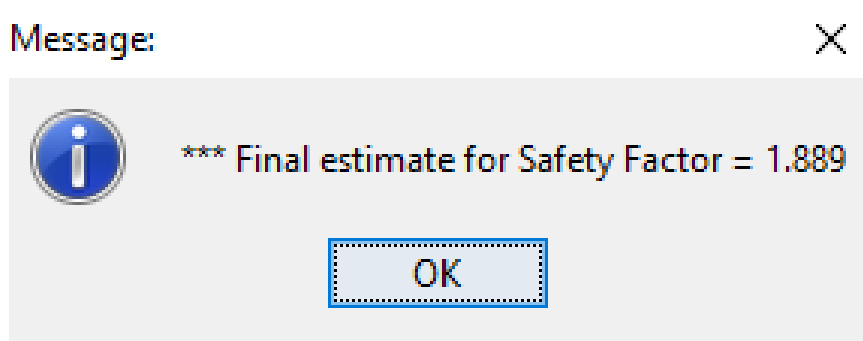 Message:
*** Final estimate for Safety Factor = 1.889
OK